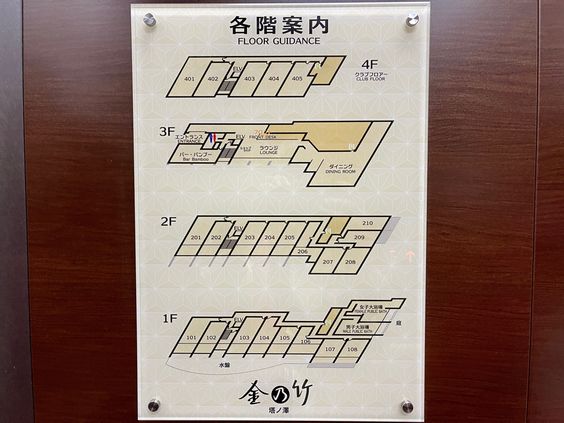 各階案内
FLOOR GUIDANCE
ELV
401 402 403 404 405
4F
クラブフロアー
CLUB FLOOR
3F
エントランス
ENTRANCE
ELV
FRONT DESK
バー・バンブー
Bar Bamboo
ラウンジ
LOUNGE
ダイニング
DINING ROOM
2F
ELV
210
201 202 203 204 205
209
206
207 208
1F
ELV
女子大浴場
FEMALE PUBLIC BATH
男子大浴場
MALE PUBLIC BATH
庭
101 102 103 104 105
106
107 108
水盤
金乃竹
塔ノ澤